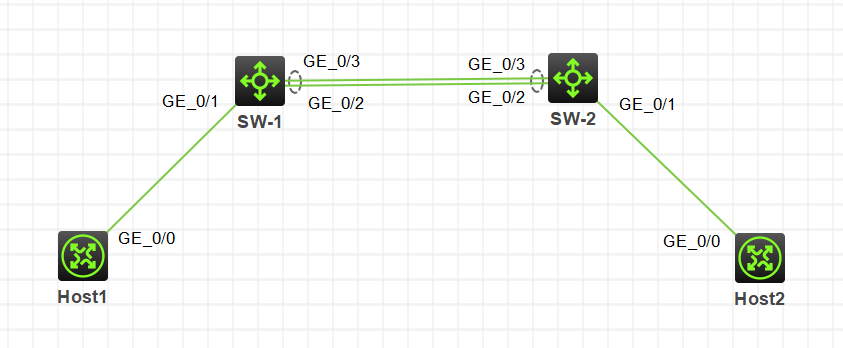 GE_0/3
GE_0/3
GE_0/1
GE_0/2
GE_0/2
GE_0/1
SW-1
SW-2
GE_0/0
GE_0/0
Host1
Host2